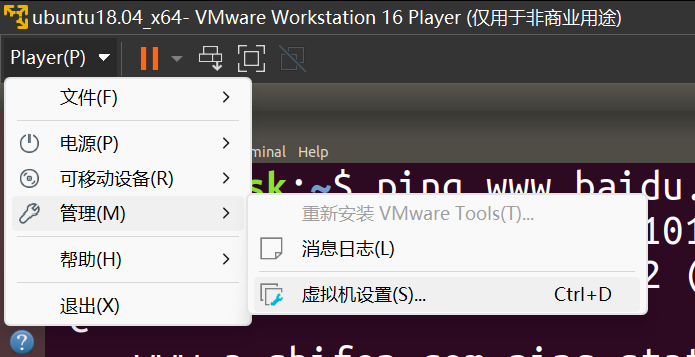 ubuntu18.04_x64- VMware Workstation 16 Player (仅用于非商业用途)
Player(P)
文件(F)
minal Help
电源(P)
sk:~$ ping www.baidu.
可移动设备(R)
管理(M)
重新安装 VMware Tools(T)...
101
消息日志(L)
2 (
帮助(H)
虚拟机设置(S)... Ctrl+D
退出(X)